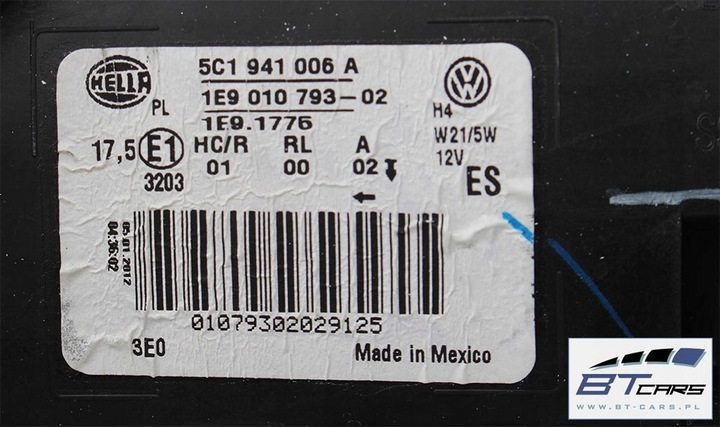 HELLA
PL
5C1 941 006 A
1E9 010 793-02
1E9.1776
VW
H4
W21/5W
12V
17,5 E1
3203
HC/R RL A
01 00 02
ES
05.01.2012
04:36:02
01079302029125
3E0
Made in Mexico
BT CARS
WWW.BT-CARS.PL